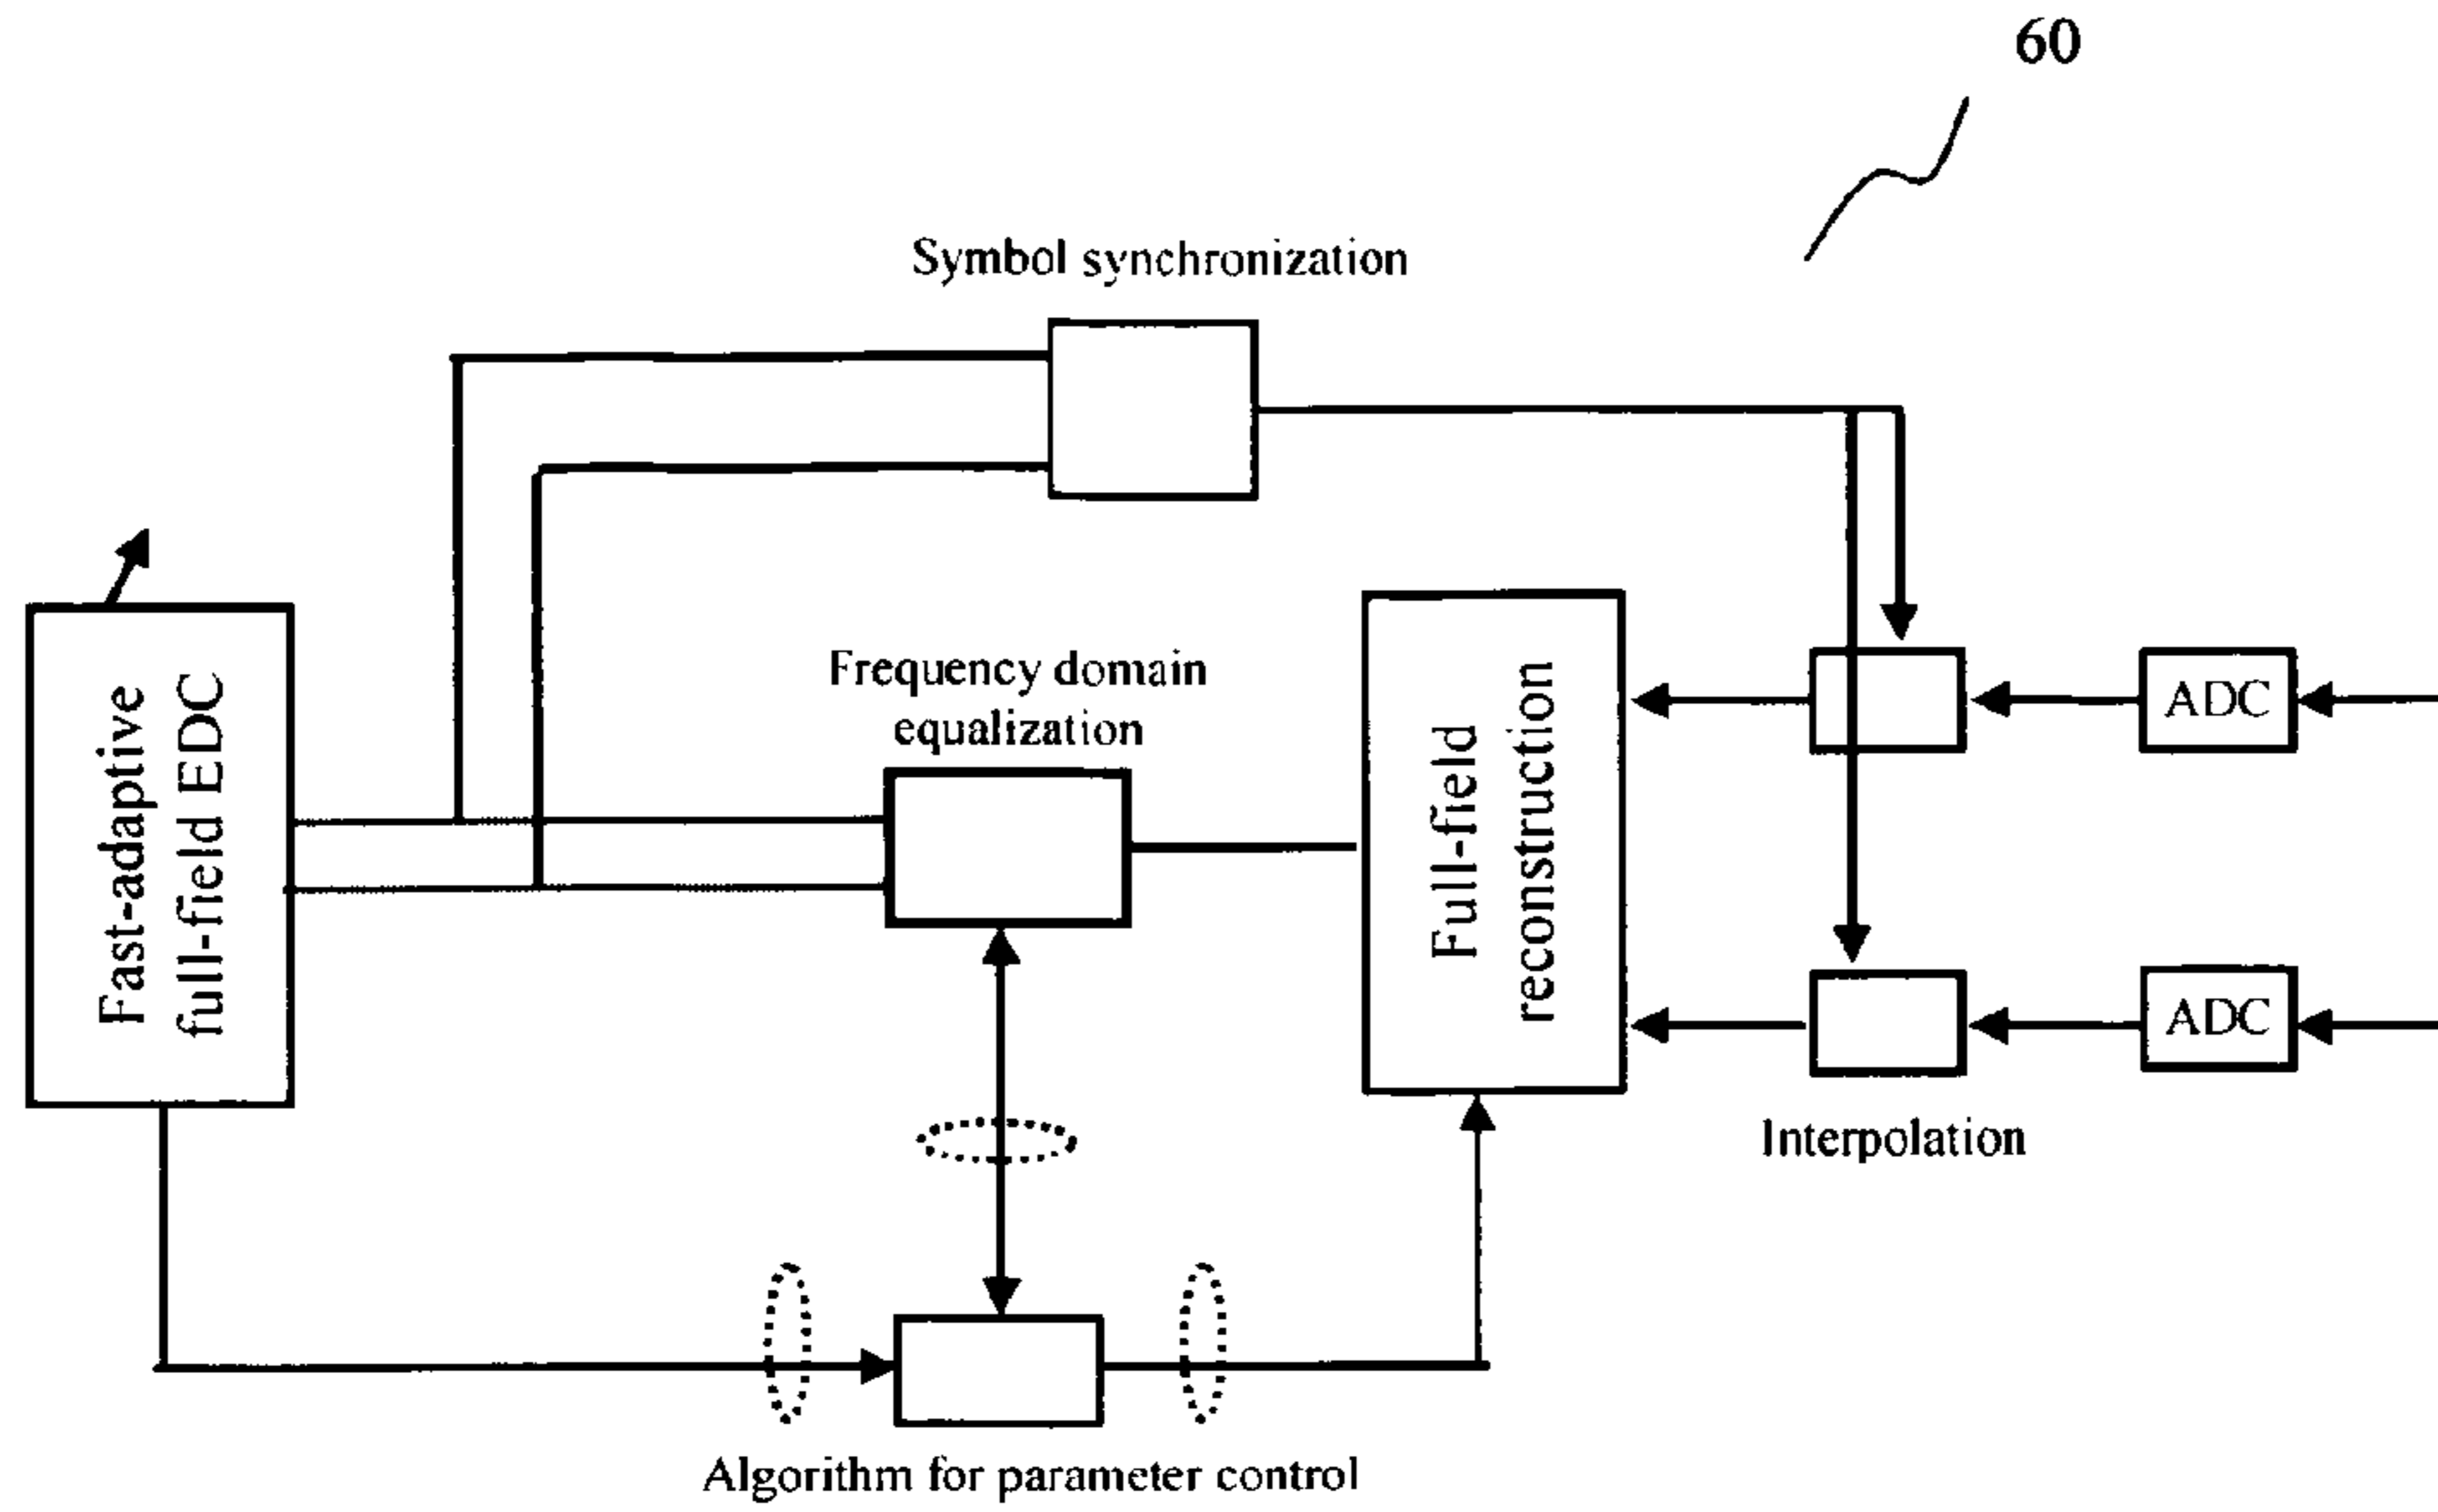 60
Symbol synchronization
Frequency domain
equalization
Fast-adaptive
full-field EDC
Full-field
reconstruction
ADC
ADC
Interpolation
Algorithm for parameter control